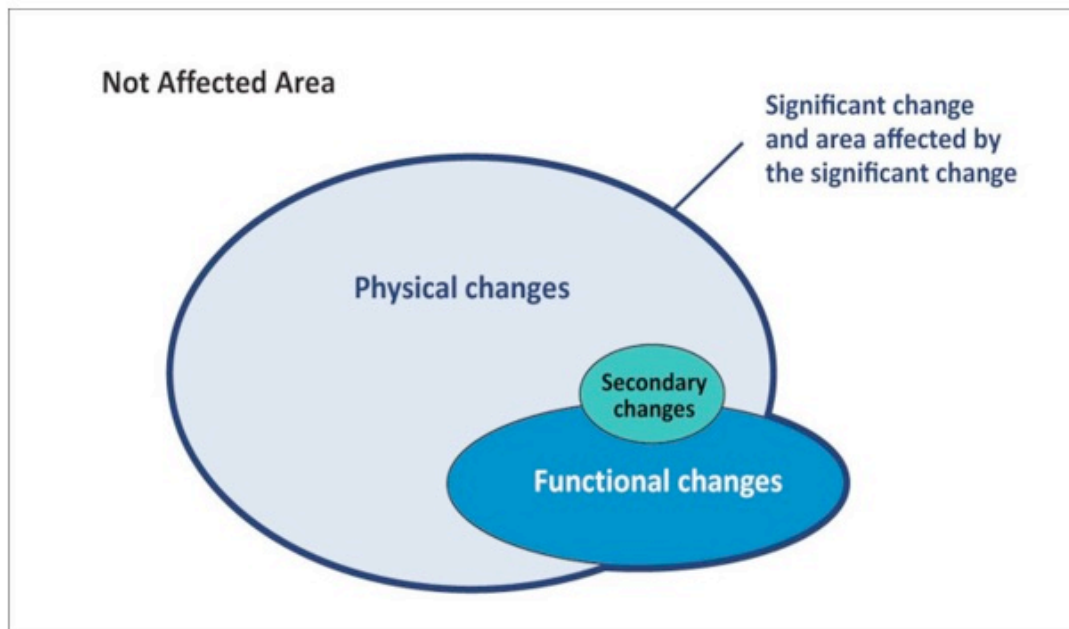 Not Affected Area
Significant change
and area affected by
the significant change
Physical changes
Secondary
changes
Functional changes